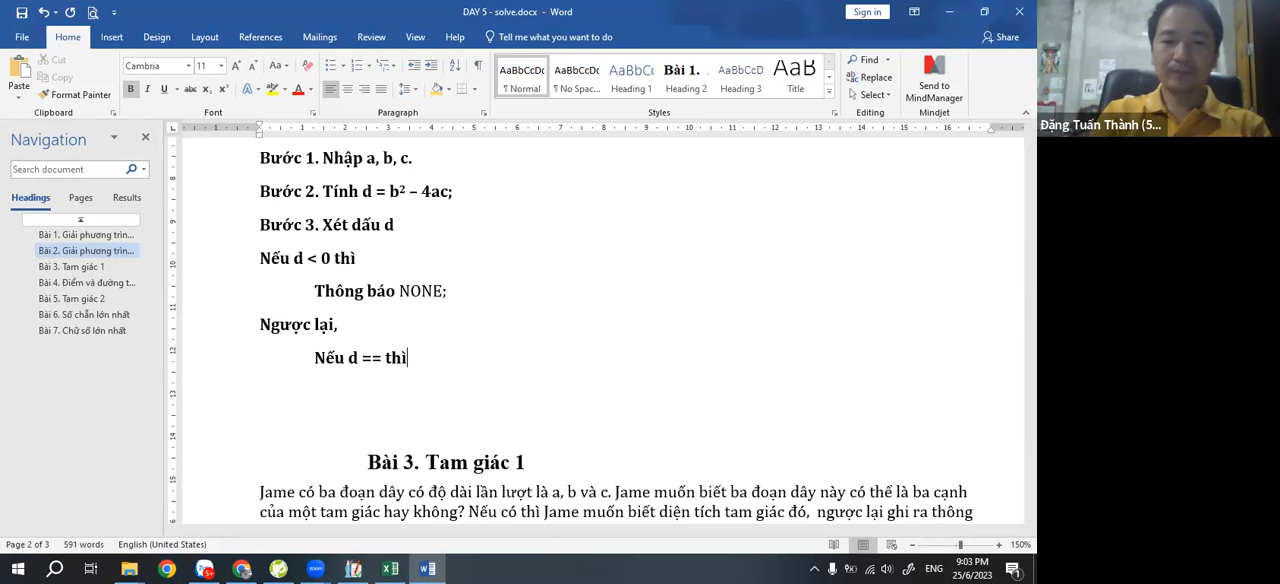 DAY 5 - solve.docx - Word
Sign in
File Home Insert Design Layout References Mailings Review View Help Tell me what you want to do
Share
Paste
Cut
Copy
Format Painter
Clipboard
Cambria 11
Font
Paragraph
AaBbCcDc AaBbCcDc AaBbCc AaBbCcD AaBbCcD AaB
Bài 1.
¶ Normal ¶ No Spac... Heading 1 Heading 2 Heading 3 Title
Styles
Find
Replace
Select
Editing
Send to
MindManager
Mindjet
Đặng Tuấn Thành (5...
Navigation
Search document
Headings Pages Results
Bài 1. Giải phương trìn...
Bài 2. Giải phương trìn...
Bài 3. Tam giác 1
Bài 4. Điểm và đường t...
Bài 5. Tam giác 2
Bài 6. Số chẵn lớn nhất
Bài 7. Chữ số lớn nhất
Bước 1. Nhập a, b, c.
Bước 2. Tính d = b² – 4ac;
Bước 3. Xét dấu d
Nếu d < 0 thì
Thông báo NONE;
Ngược lại,
Nếu d == thì
Bài 3. Tam giác 1
Jame có ba đoạn dây có độ dài lần lượt là a, b và c. Jame muốn biết ba đoạn dây này có thể là ba cạnh
của một tam giác hay không? Nếu có thì Jame muốn biết diện tích tam giác đó, ngược lại ghi ra thông
Page 2 of 3 591 words English (United States)
150%
ENG
9:03 PM
25/6/2023